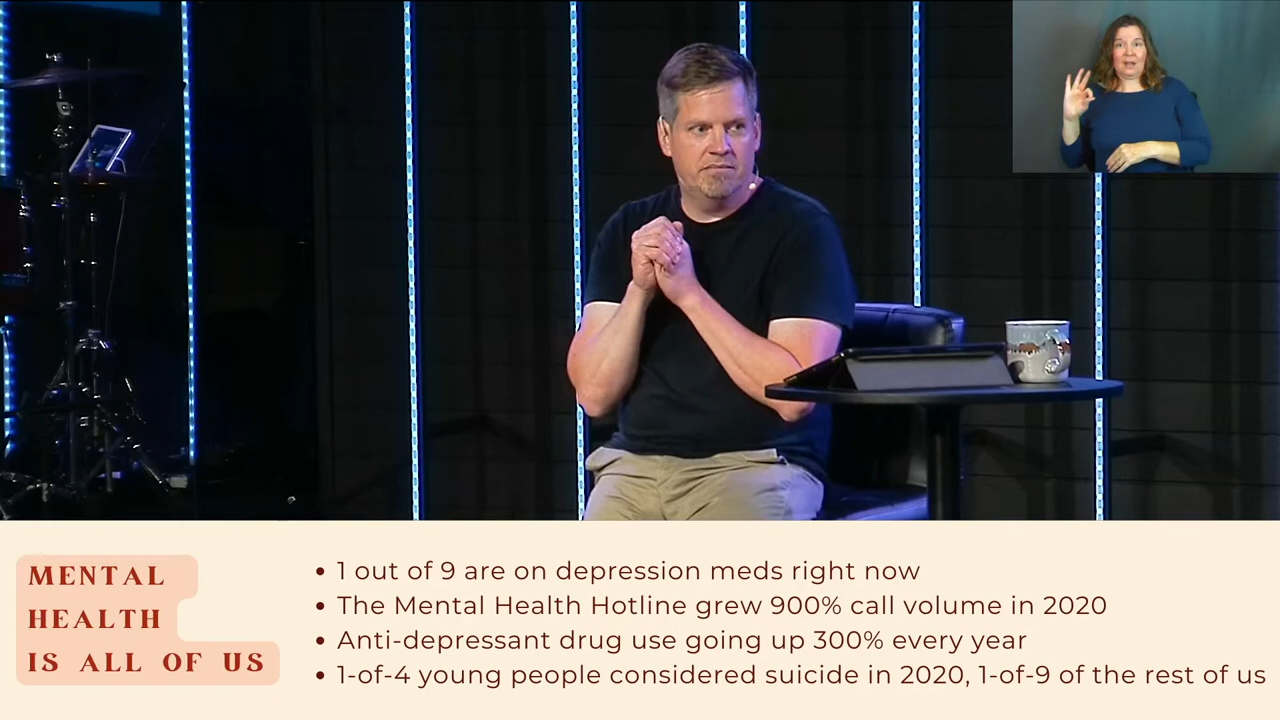 MENTAL
HEALTH
IS ALL OF US
1 out of 9 are on depression meds right now
The Mental Health Hotline grew 900% call volume in 2020
Anti-depressant drug use going up 300% every year
1-of-4 young people considered suicide in 2020, 1-of-9 of the rest of us